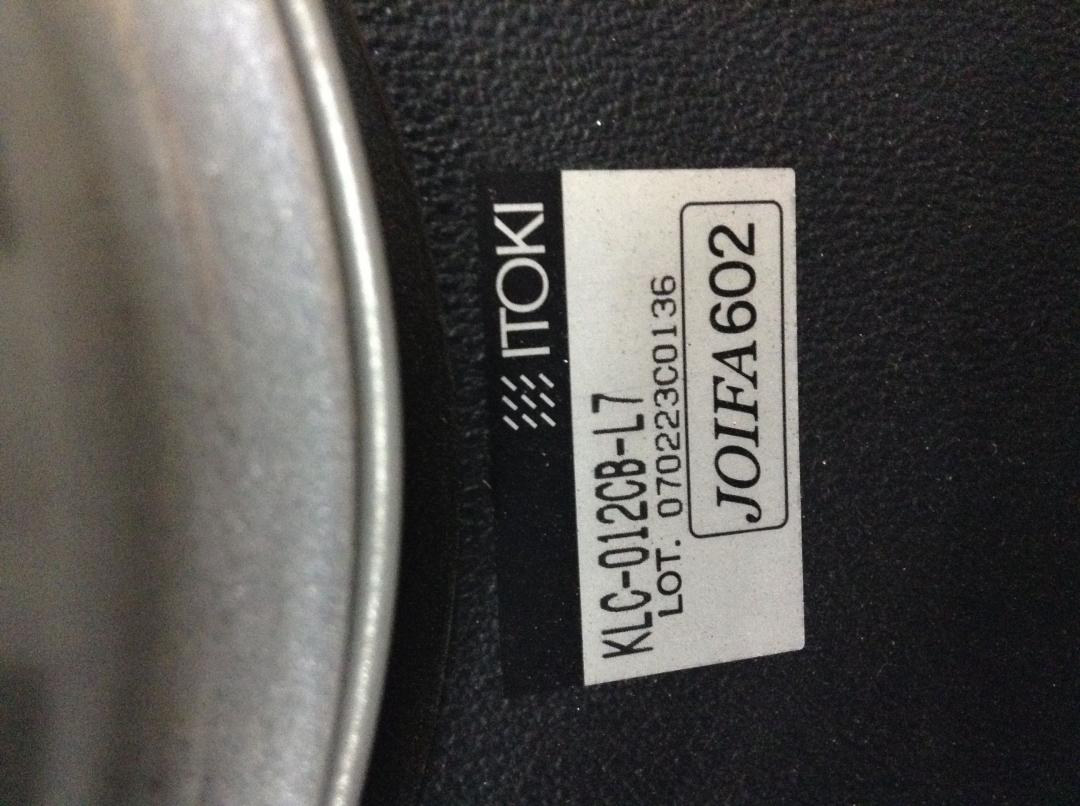 ITOKI
KLC-012CB-L7
LOT. 070223C0136
JOIFA 602